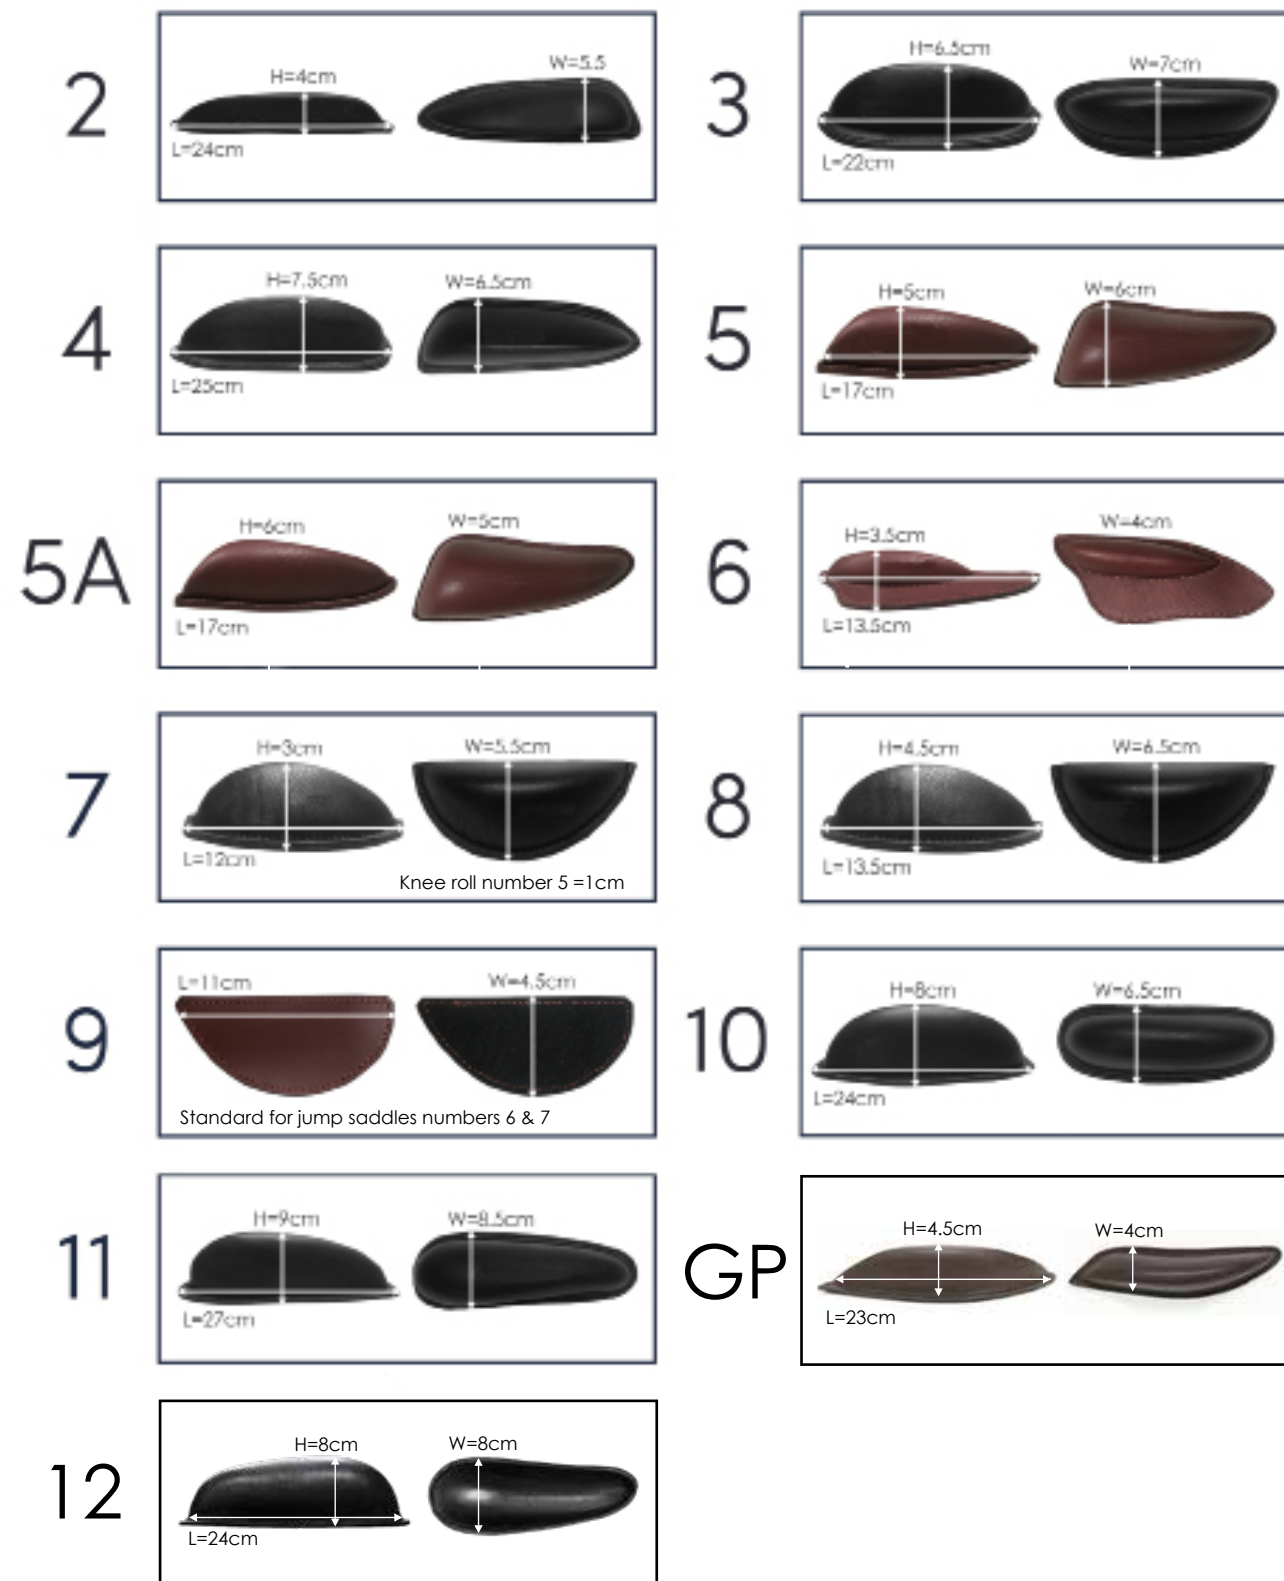 2
H=4cm
W=5.5
L=24cm
3
H=6.5cm
W=7cm
L=22cm
4
H=7.5cm
W=6.5cm
L=25cm
5
H=5cm
W=6cm
L=17cm
5A
H=6cm
W=5cm
L=17cm
6
H=3.5cm
W=4cm
L=13.5cm
7
H=3cm
W=5.5cm
L=12cm
Knee roll number 5 =1cm
8
H=4.5cm
W=6.5cm
L=13.5cm
9
L=11cm
W=4.5cm
Standard for jump saddles numbers 6 & 7
10
H=8cm
W=6.5cm
L=24cm
11
H=9cm
W=8.5cm
L=27cm
GP
H=4.5cm
W=4cm
L=23cm
12
H=8cm
W=8cm
L=24cm